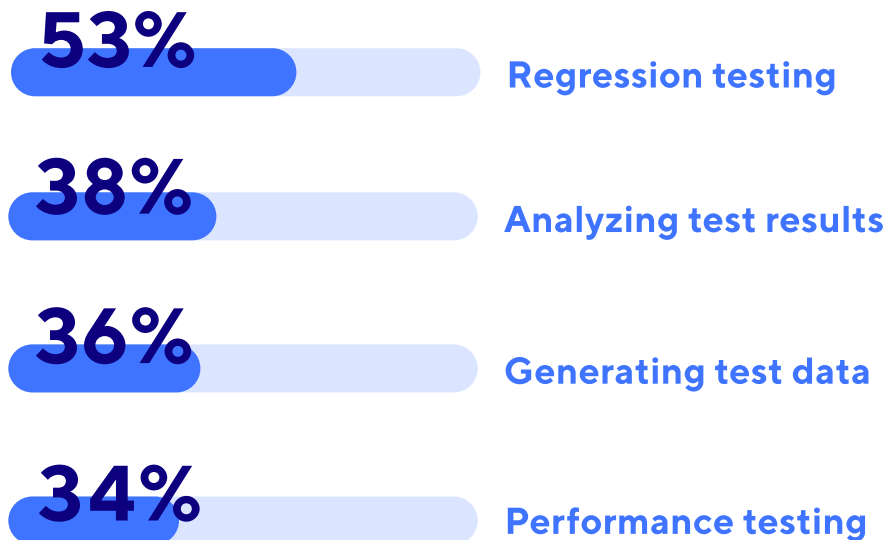 53%
Regression testing
38%
Analyzing test results
36%
Generating test data
34%
Performance testing